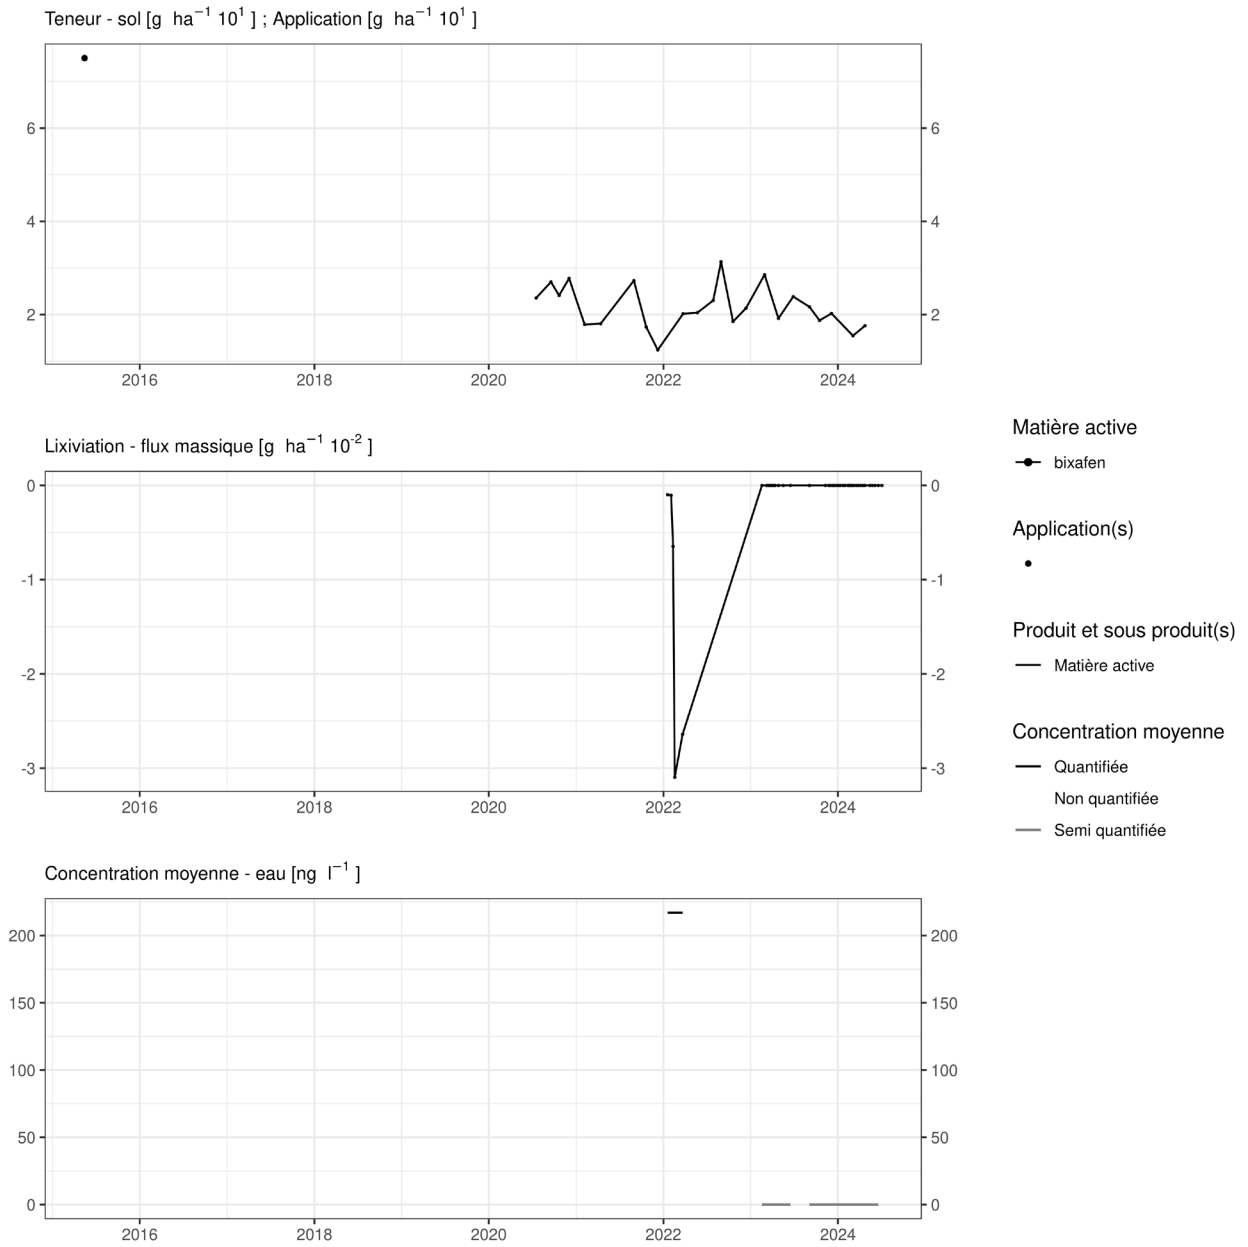 Teneur - sol [g ha−1 101 ] ; Application [g ha−1 101 ]
6 6
4 4
2 2
2016 2018 2020 2022 2024
Lixiviation - flux massique [g ha−1 10-2 ]
0 0
-1 -1
-2 -2
-3 -3
2016 2018 2020 2022 2024
Concentration moyenne - eau [ng l−1 ]
200 200
150 150
100 100
50 50
0 0
2016 2018 2020 2022 2024
Matière active
bixafen
Application(s)
Produit et sous produit(s)
Matière active
Concentration moyenne
Quantifiée
Non quantifiée
Semi quantifiée